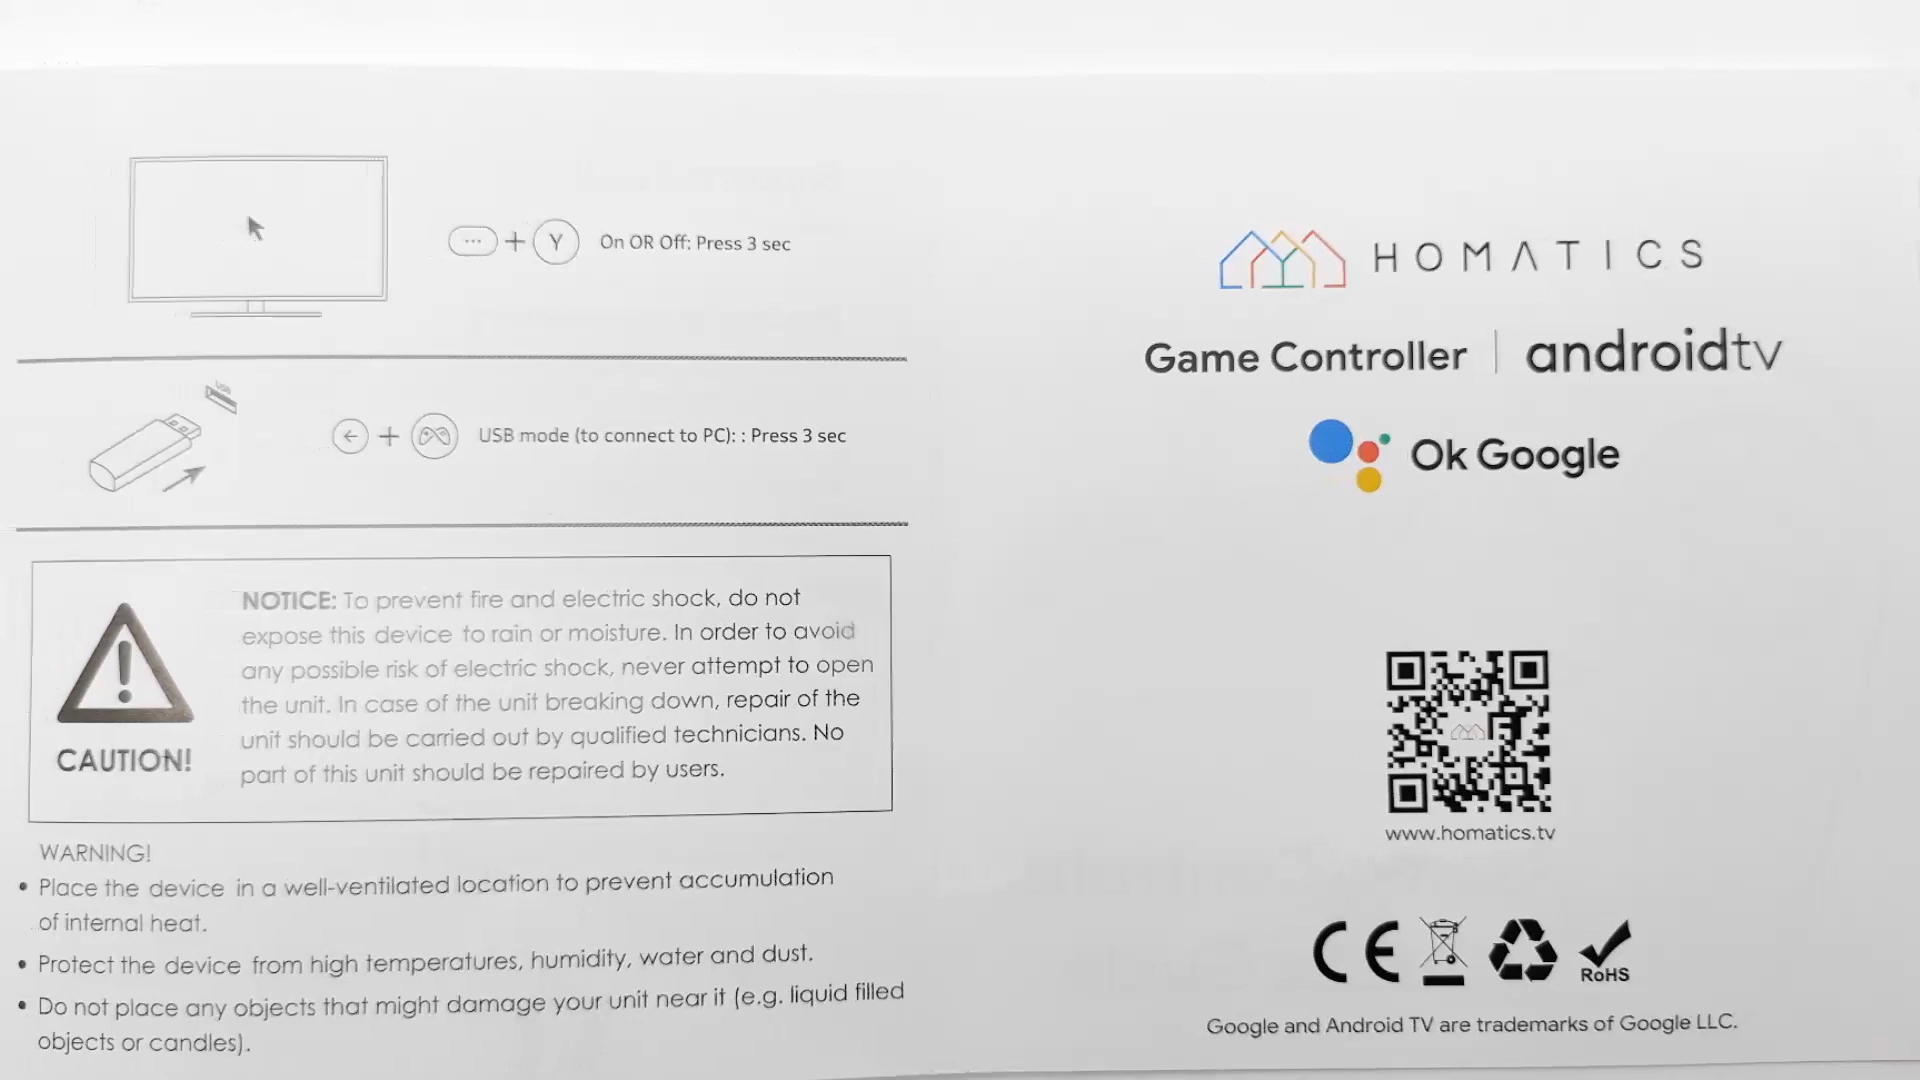 Y On OR Off: Press 3 sec
USB
USB mode (to connect to PC): : Press 3 sec
NOTICE: To prevent fire and electric shock, do not
expose this device to rain or moisture. In order to avoid
any possible risk of electric shock, never attempt to open
the unit. In case of the unit breaking down, repair of the
unit should be carried out by qualified technicians. No
part of this unit should be repaired by users.
CAUTION!
WARNING!
• Place the device in a well-ventilated location to prevent accumulation
of internal heat.
• Protect the device from high temperatures, humidity, water and dust.
• Do not place any objects that might damage your unit near it (e.g. liquid filled
objects or candles).
HOMATICS
Game Controller | androidtv
Ok Google
www.homatics.tv
CE
RoHS
Google and Android TV are trademarks of Google LLC.